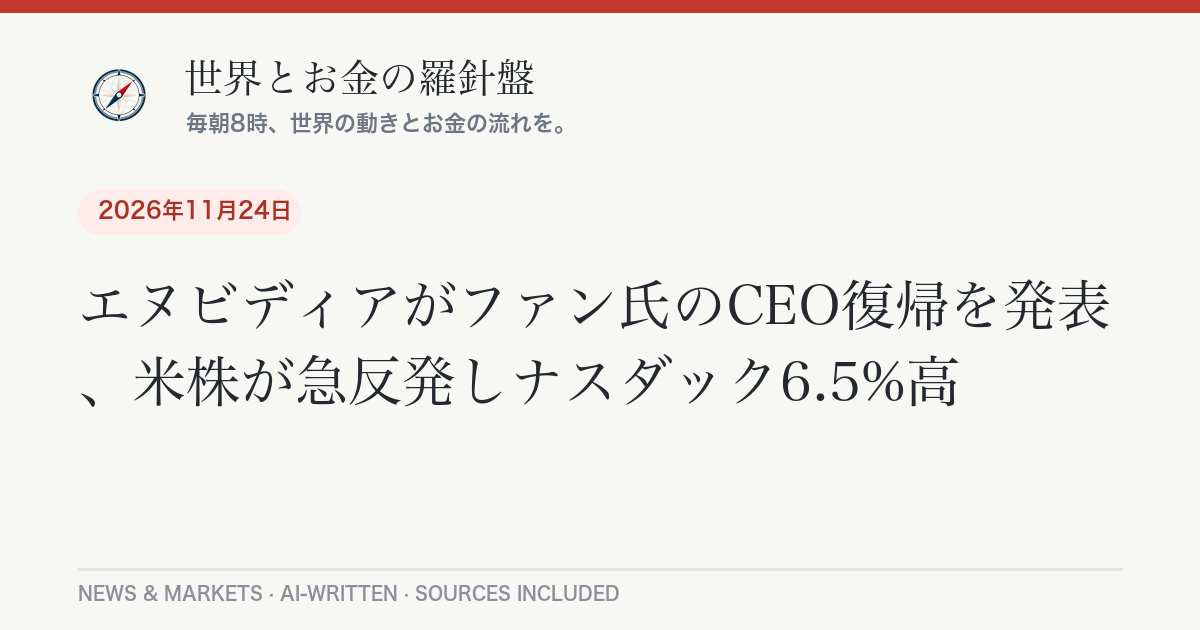 世界とお金の羅針盤
毎朝8時、世界の動きとお金の流れを。
2026年11月24日
エヌビディアがファン氏のCEO復帰を発表
、米株が急反発しナスダック6.5%高
NEWS & MARKETS · AI-WRITTEN · SOURCES INCLUDED